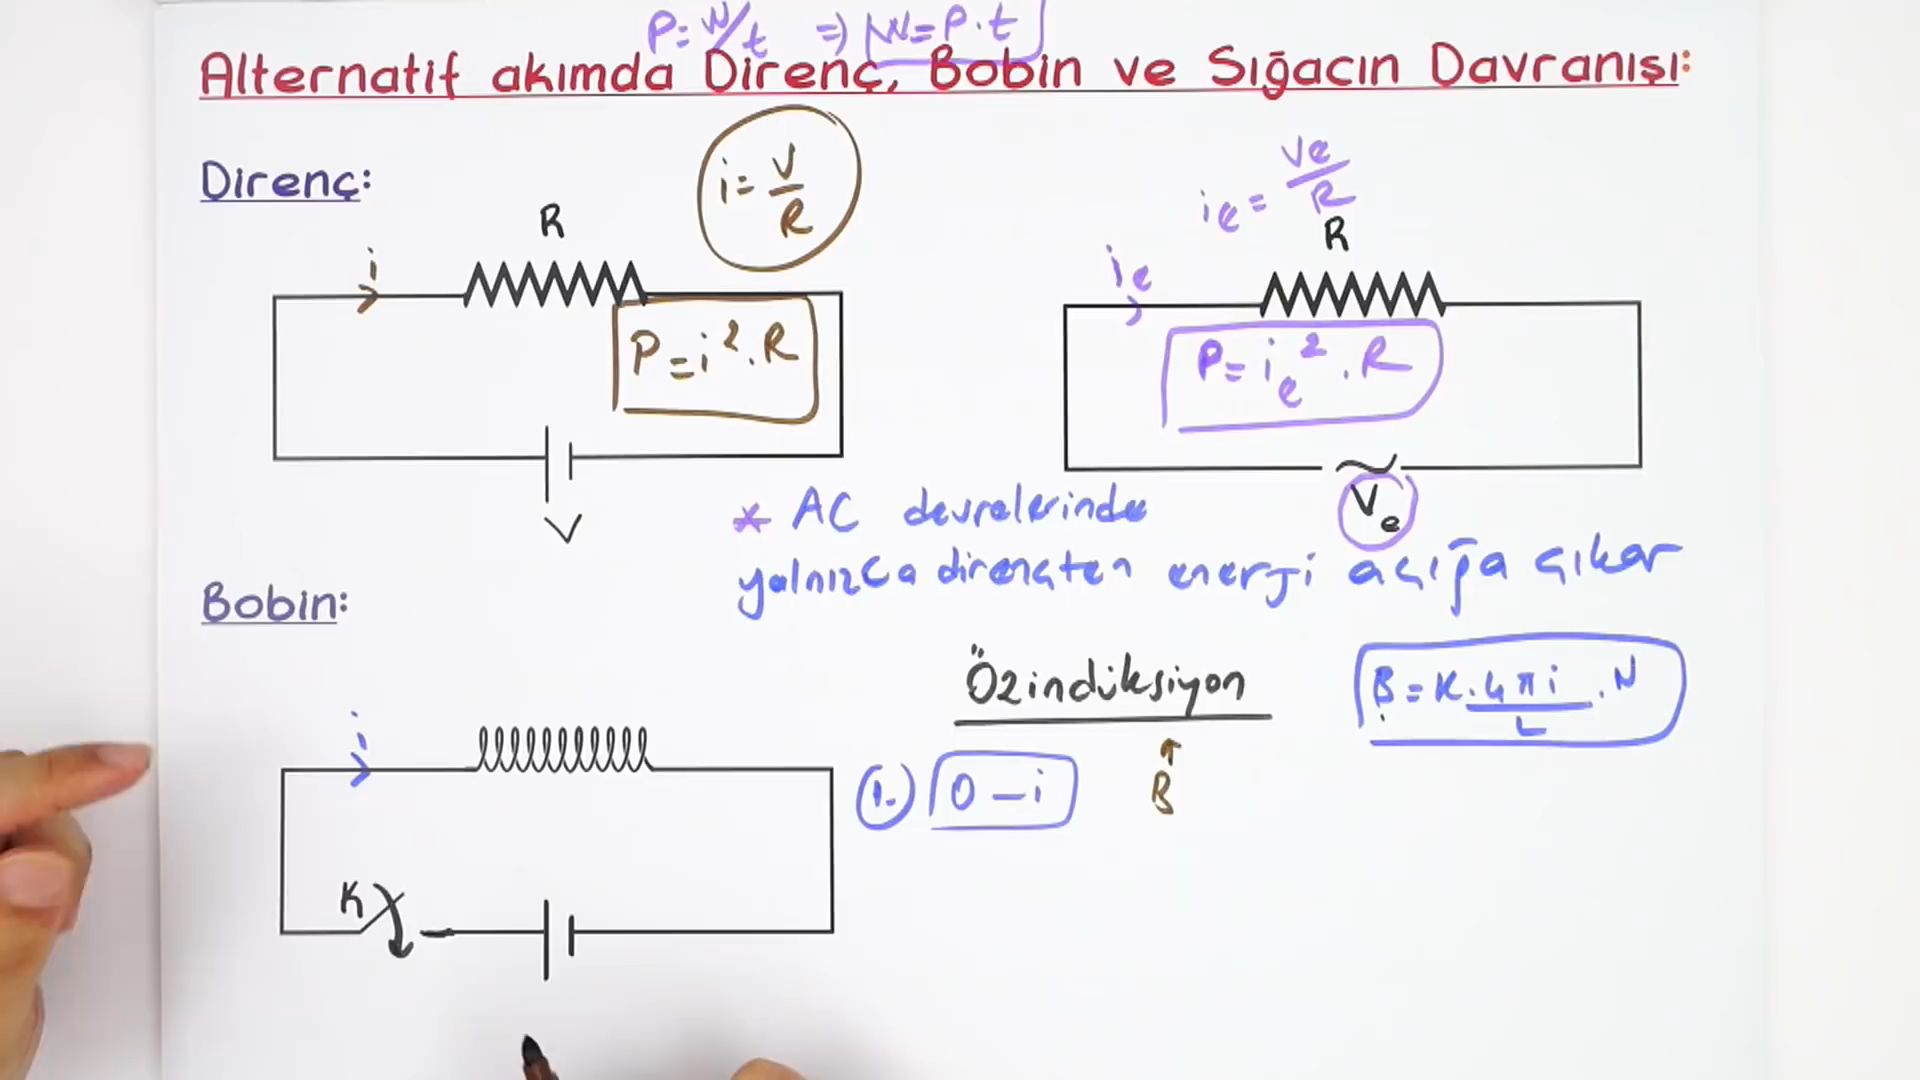 P=W/t => W=P.t
Alternatif akımda Direnç, Bobin ve Sığacın Davranışı:
Direnç:
i=V/R
R
i
P=i².R
V
ie=Ve/R
R
ie
P=ie².R
Ve
* AC devrelerinde
yalnızca dirençten enerji açığa çıkar
Bobin:
Özindüksiyon
B=K.4πi/L.N
i
1. 0-i
B↑
K